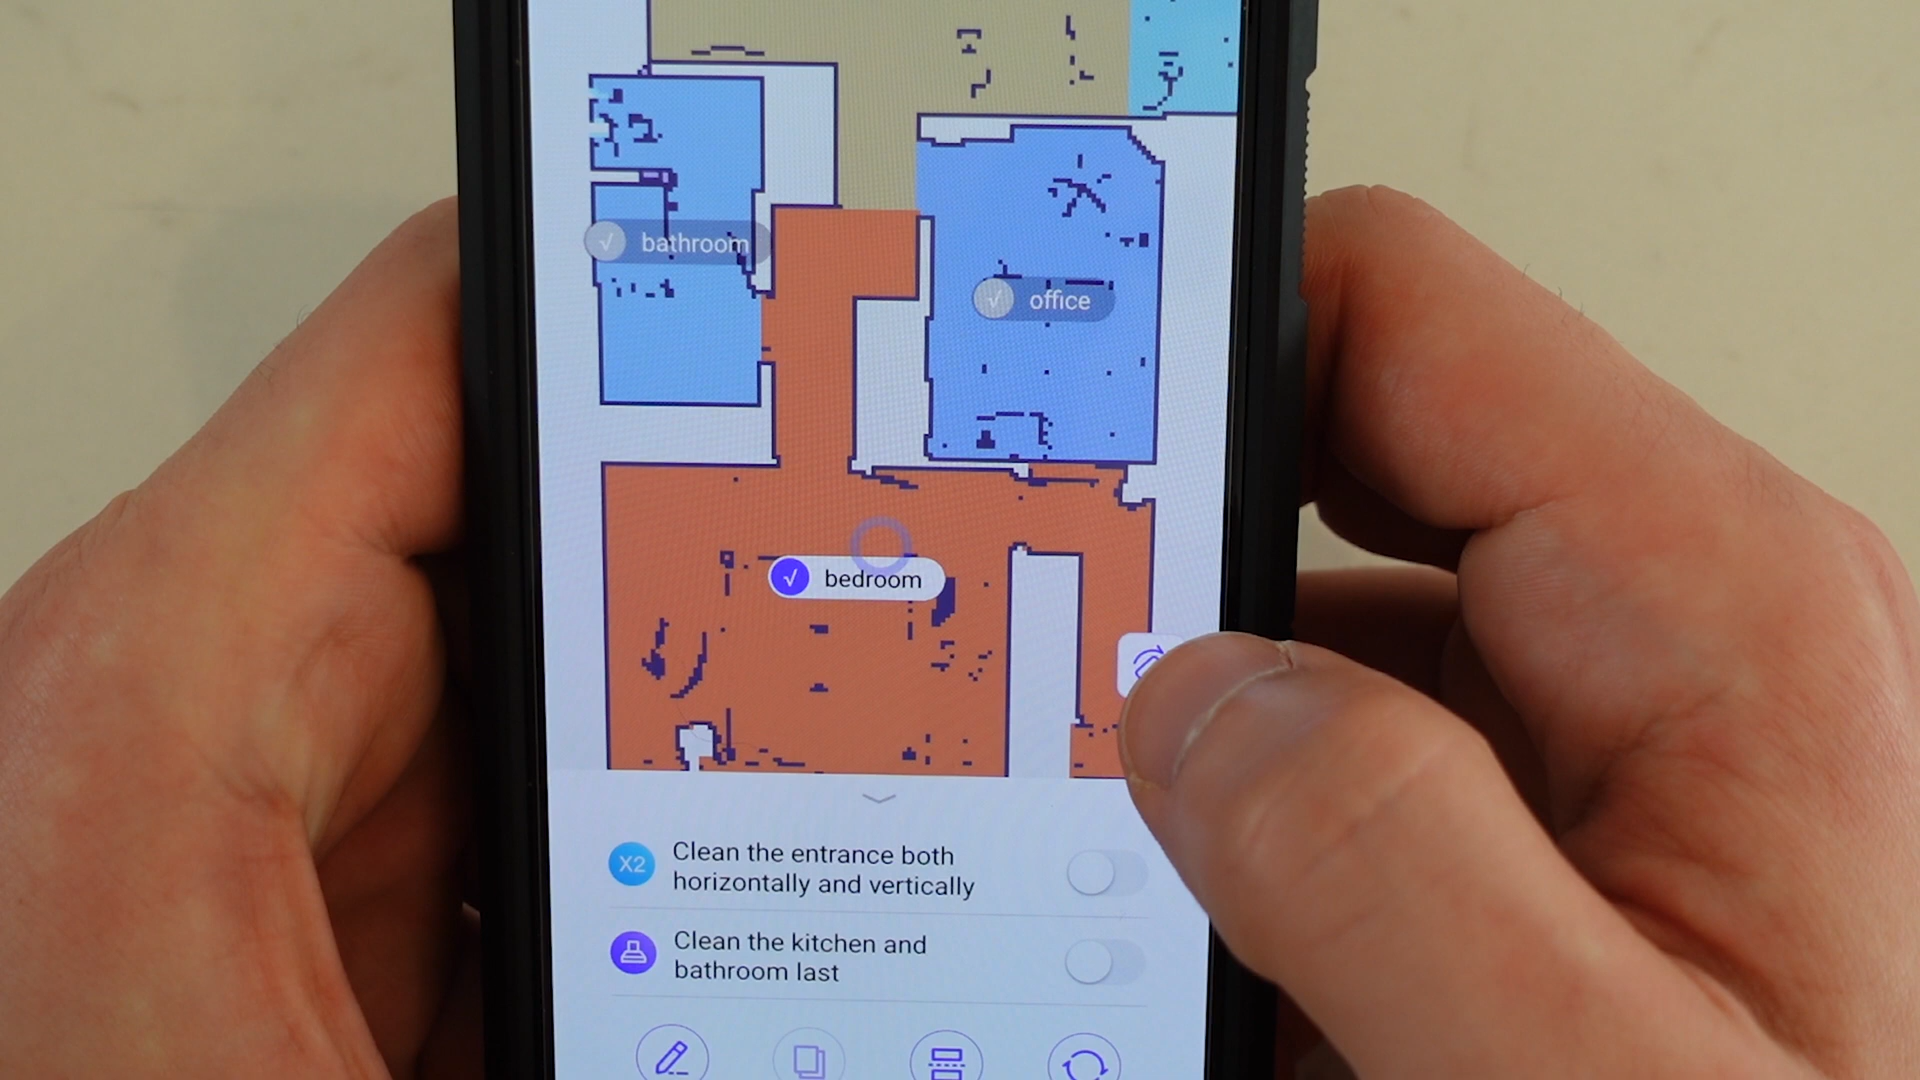 √ bathroom
√ office
√ bedroom
X2 Clean the entrance both
horizontally and vertically
Clean the kitchen and
bathroom last